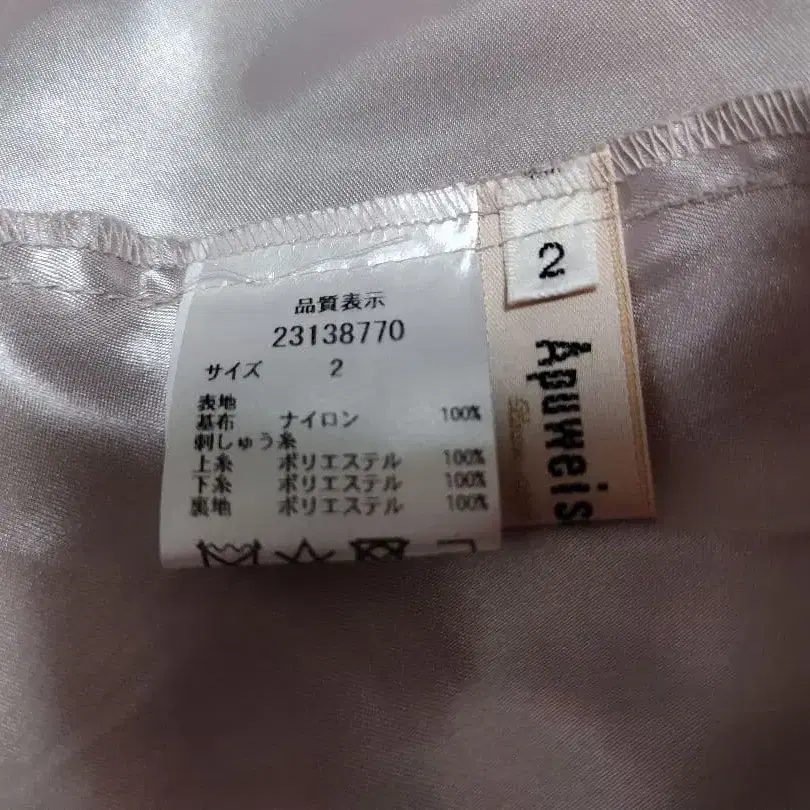 品質表示
23138770
サイズ 2
表地
基布 ナイロン 100%
刺しゅう糸
上糸 ポリエステル 100%
下糸 ポリエステル 100%
裏地 ポリエステル 100%
2
Apuweis